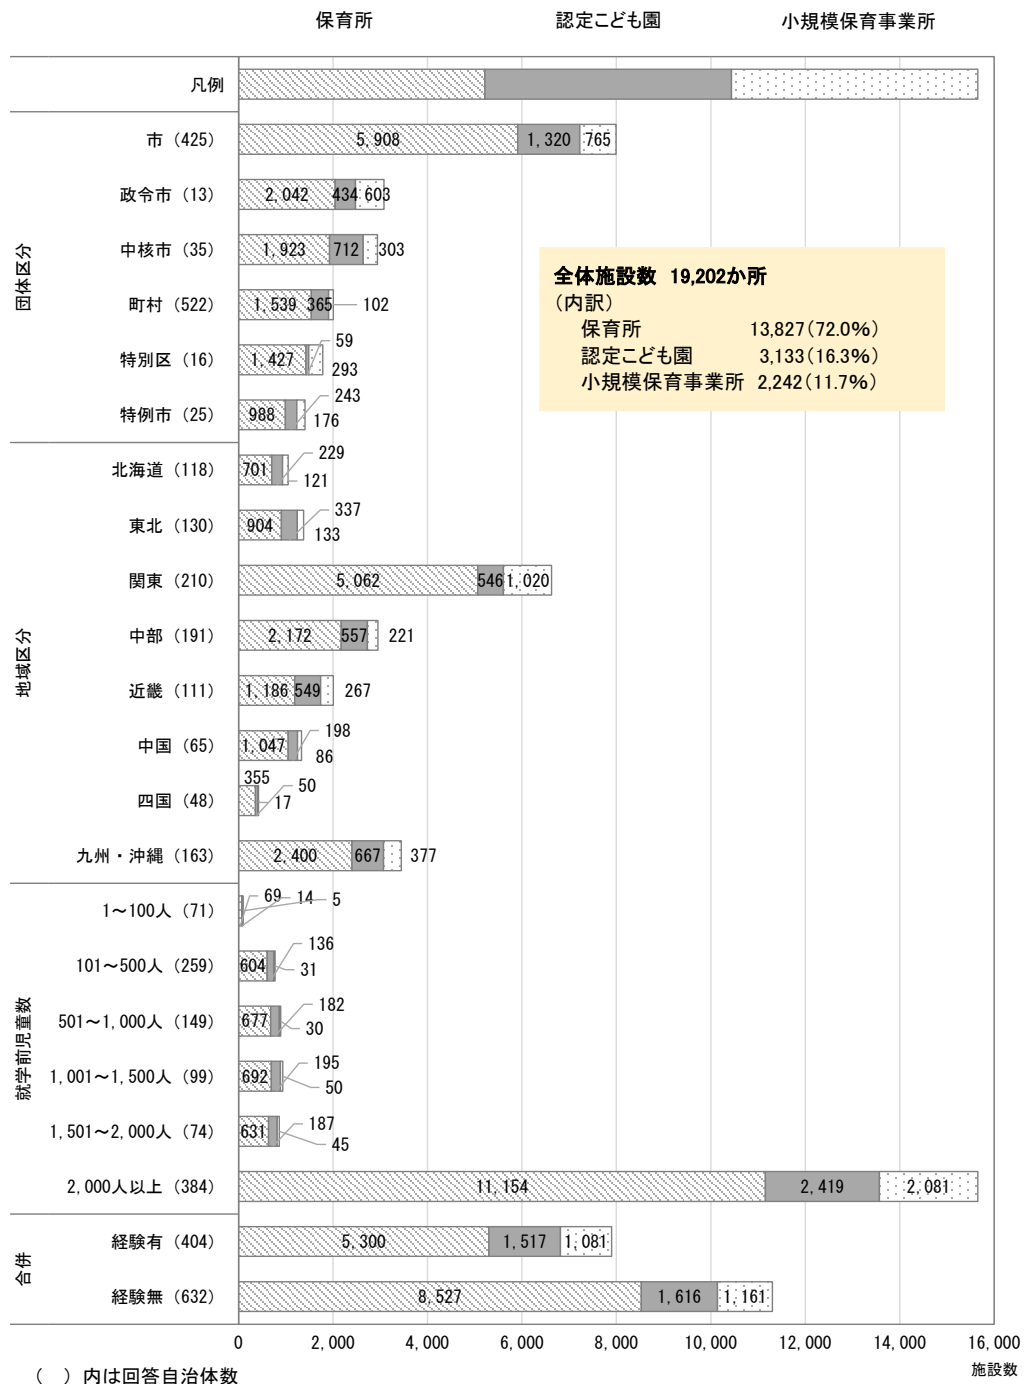 保育所 認定こども園 小規模保育事業所
凡例
団体区分
市 (425) 5,908 1,320 765
政令市 (13) 2,042 434 603
中核市 (35) 1,923 712 303
町村 (522) 1,539 365 102
特別区 (16) 1,427 59 293
特例市 (25) 988 243 176
全体施設数 19,202か所
(内訳)
保育所 13,827(72.0%)
認定こども園 3,133(16.3%)
小規模保育事業所 2,242(11.7%)
地域区分
北海道 (118) 701 229 121
東北 (130) 904 337 133
関東 (210) 5,062 546 1,020
中部 (191) 2,172 557 221
近畿 (111) 1,186 549 267
中国 (65) 1,047 198 86
四国 (48) 355 50 17
九州・沖縄 (163) 2,400 667 377
就学前児童数
1～100人 (71) 69 14 5
101～500人 (259) 604 136 31
501～1,000人 (149) 677 182 30
1,001～1,500人 (99) 692 195 50
1,501～2,000人 (74) 631 187 45
2,000人以上 (384) 11,154 2,419 2,081
合併
経験有 (404) 5,300 1,517 1,081
経験無 (632) 8,527 1,616 1,161
0 2,000 4,000 6,000 8,000 10,000 12,000 14,000 16,000
施設数
( ) 内は回答自治体数